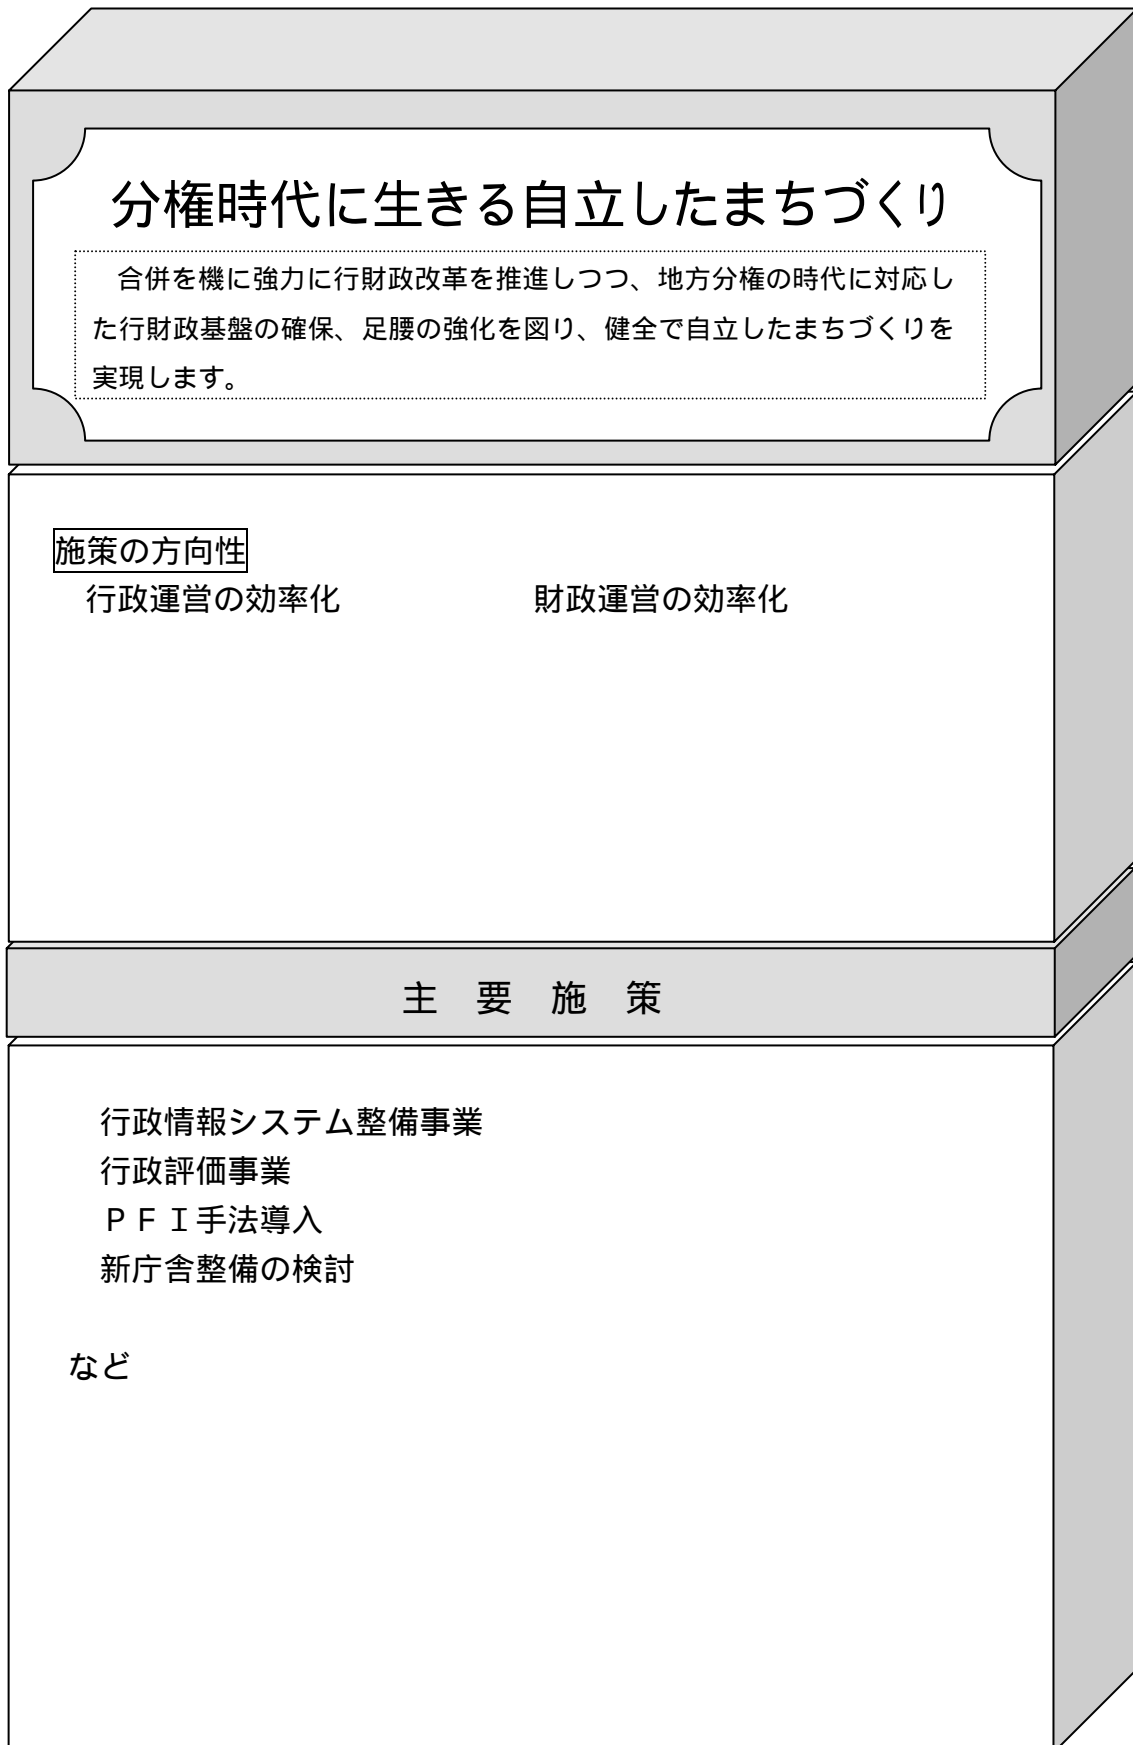 分権時代に生きる自立したまちづくり
合併を機に強力に行財政改革を推進しつつ、地方分権の時代に対応し
た行財政基盤の確保、足腰の強化を図り、健全で自立したまちづくりを
実現します。
施策の方向性
行政運営の効率化　財政運営の効率化
主　要　施　策
行政情報システム整備事業
行政評価事業
ＰＦＩ手法導入
新庁舎整備の検討
など